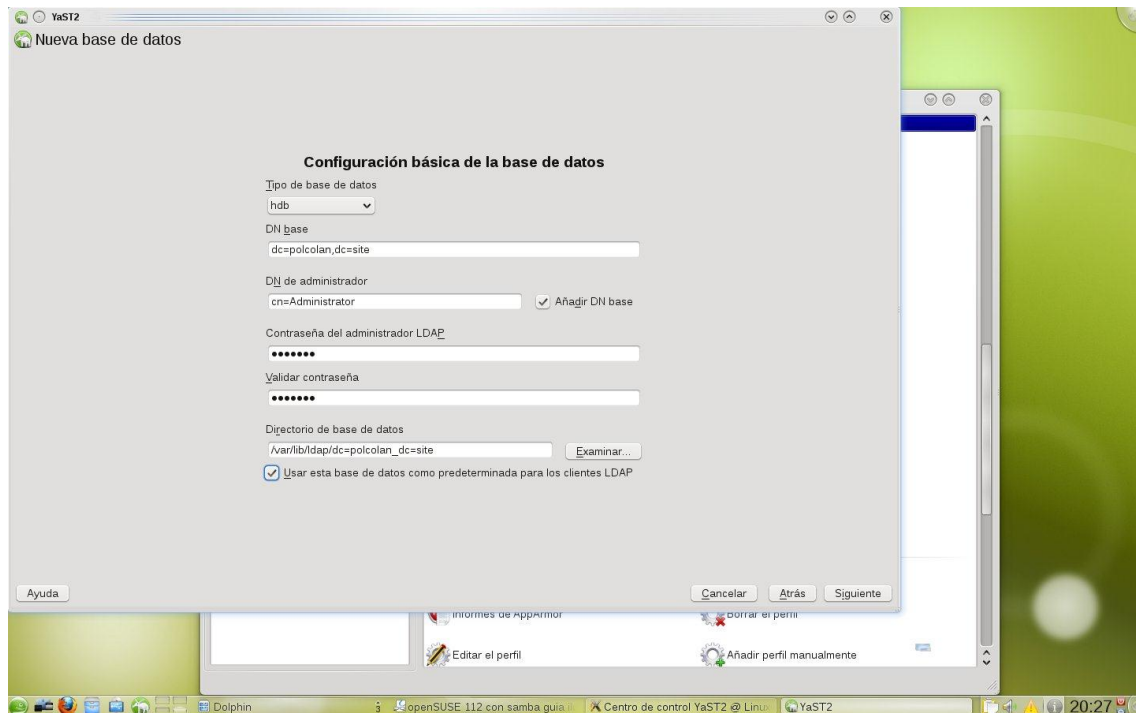 YaST2
Nueva base de datos
Configuración básica de la base de datos
Tipo de base de datos
hdb
DN base
dc=polcolan,dc=site
DN de administrador
cn=Administrator
Añadir DN base
Contraseña del administrador LDAP
•••••••
Validar contraseña
•••••••
Directorio de base de datos
/var/lib/ldap/dc=polcolan_dc=site
Examinar...
Usar esta base de datos como predeterminada para los clientes LDAP
Ayuda
Cancelar
Atrás
Siguiente
Informes de AppArmor
Borrar el perfil
Editar el perfil
Añadir perfil manualmente
Dolphin
openSUSE 112 con samba guia
Centro de control YaST2 @ Linu
YaST2
20:27